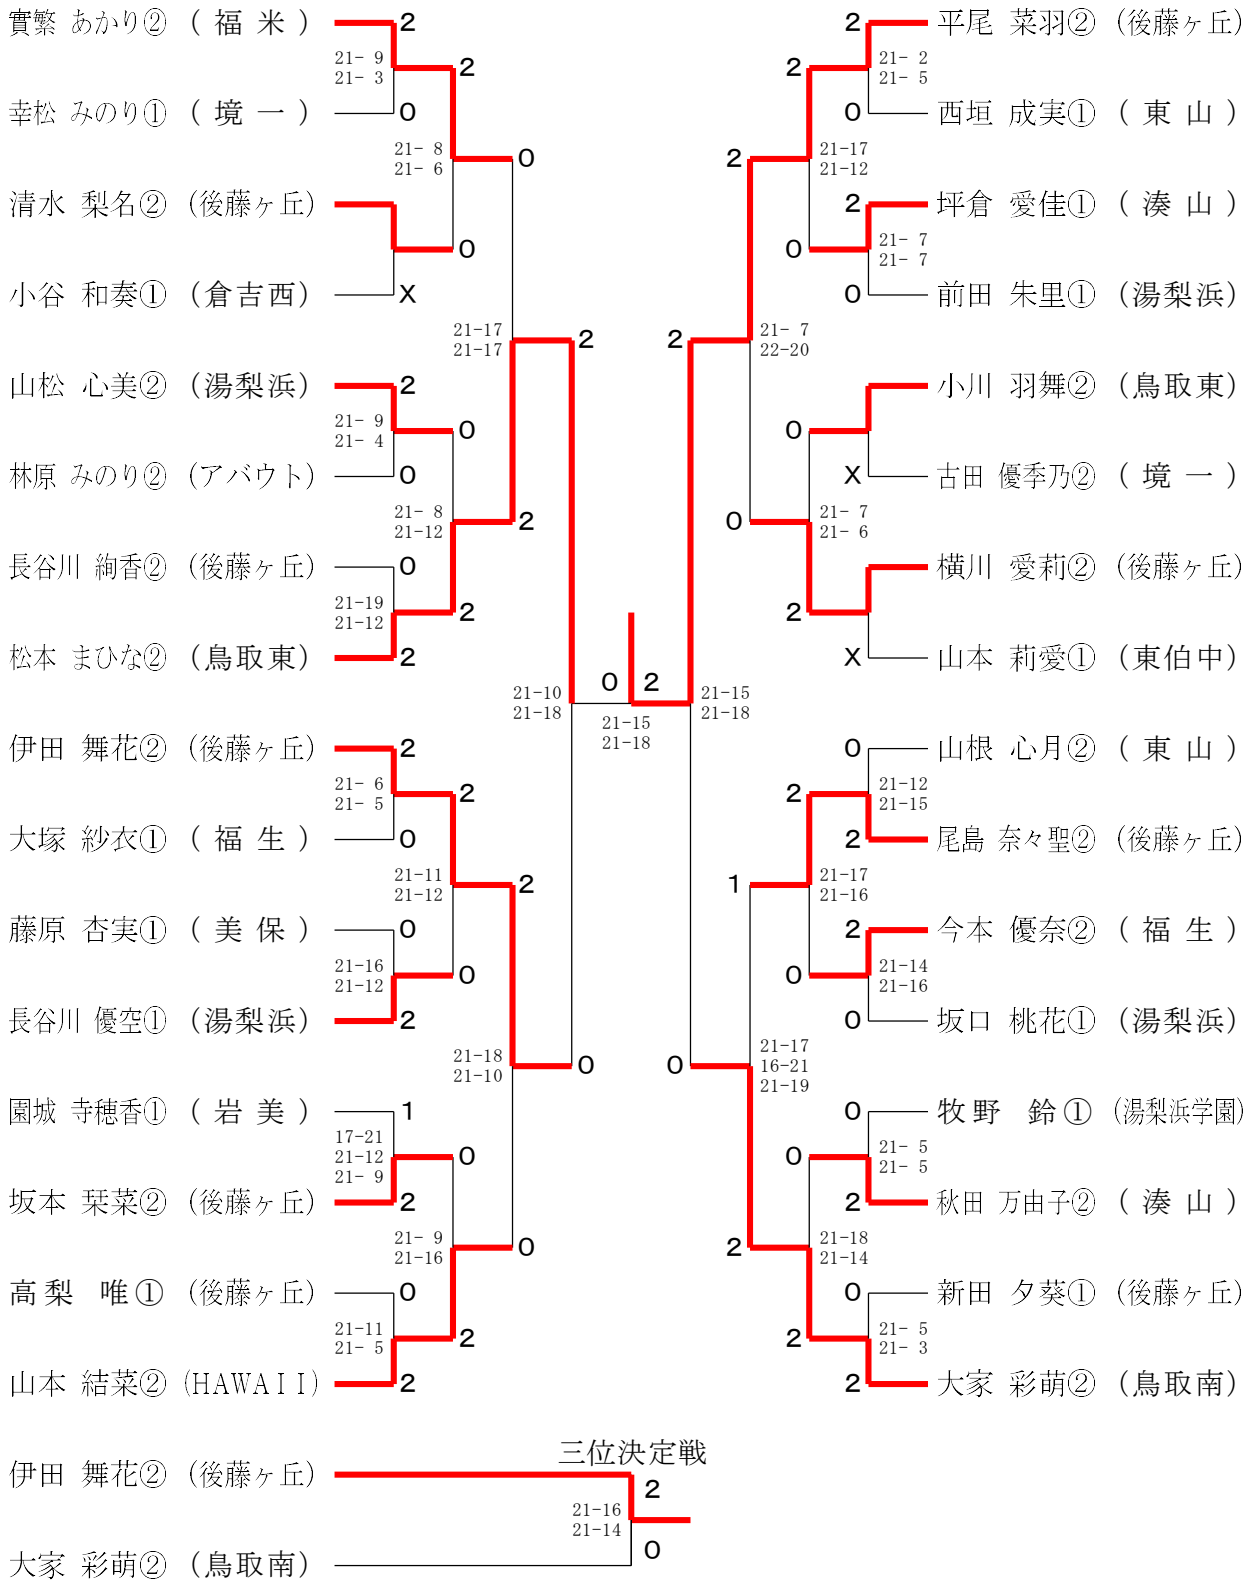 實繁 あかり② ( 福 米 ) 2
21- 9
21- 3
2
幸松 みのり① ( 境 一 ) 0
21- 8
21- 6
0
清水 梨名② (後藤ヶ丘)
0
小谷 和奏① (倉吉西) X
21-17
21-17
2
山松 心美② (湯梨浜) 2
21- 9
21- 4
0
林原 みのり② (アバウト) 0
21- 8
21-12
2
長谷川 絢香② (後藤ヶ丘) 0
21-19
21-12
2
松本 まひな② (鳥取東) 2
21-10
21-18
伊田 舞花② (後藤ヶ丘) 2
21- 6
21- 5
2
大塚 紗衣① ( 福 生 ) 0
21-11
21-12
2
藤原 杏実① ( 美 保 ) 0
21-16
21-12
0
長谷川 優空① (湯梨浜) 2
21-18
21-10
0
園城 寺穂香① ( 岩 美 ) 1
17-21
21-12
21- 9
0
坂本 栞菜② (後藤ヶ丘) 2
21- 9
21-16
0
高梨 唯① (後藤ヶ丘) 0
21-11
21- 5
2
山本 結菜② (HAWAII) 2
0 2
21-15
21-18
2 平尾 菜羽② (後藤ヶ丘)
2
21- 2
21- 5
0 西垣 成実① ( 東 山 )
2
21-17
21-12
2 坪倉 愛佳① ( 湊 山 )
0
21- 7
21- 7
0 前田 朱里① (湯梨浜)
2
21- 7
22-20
小川 羽舞② (鳥取東)
0
X 古田 優季乃② ( 境 一 )
0
21- 7
21- 6
横川 愛莉② (後藤ヶ丘)
2
X 山本 莉愛① (東伯中)
21-15
21-18
0 山根 心月② ( 東 山 )
2
21-12
21-15
2 尾島 奈々聖② (後藤ヶ丘)
1
21-17
21-16
2 今本 優奈② ( 福 生 )
0
21-14
21-16
0 坂口 桃花① (湯梨浜)
0
21-17
16-21
21-19
0 牧野 鈴① (湯梨浜学園)
0
21- 5
21- 5
2 秋田 万由子② ( 湊 山 )
2
21-18
21-14
0 新田 夕葵① (後藤ヶ丘)
2
21- 5
21- 3
2 大家 彩萌② (鳥取南)
三位決定戦
伊田 舞花② (後藤ヶ丘)
2
21-16
21-14
0
大家 彩萌② (鳥取南)